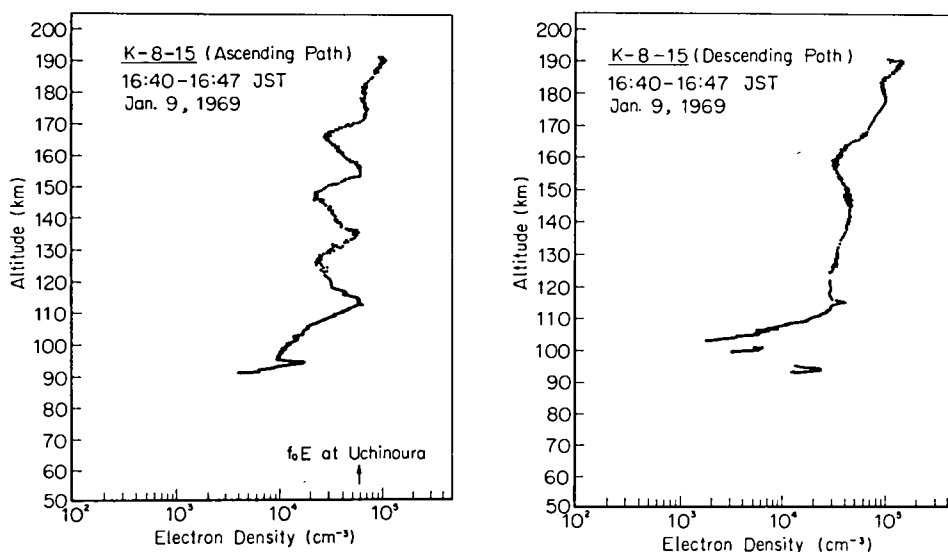 K-8-15 (Ascending Path)
16:40-16:47 JST
Jan. 9, 1969
Altitude (km)
200
190
180
170
160
150
140
130
120
110
100
90
80
70
60
50
f₀E at Uchinoura
10² 10³ 10⁴ 10⁵
Electron Density (cm⁻³)
K-8-15 (Descending Path)
16:40-16:47 JST
Jan. 9, 1969
Altitude (km)
200
190
180
170
160
150
140
130
120
110
100
90
80
70
60
50
10² 10³ 10⁴ 10⁵
Electron Density (cm⁻³)